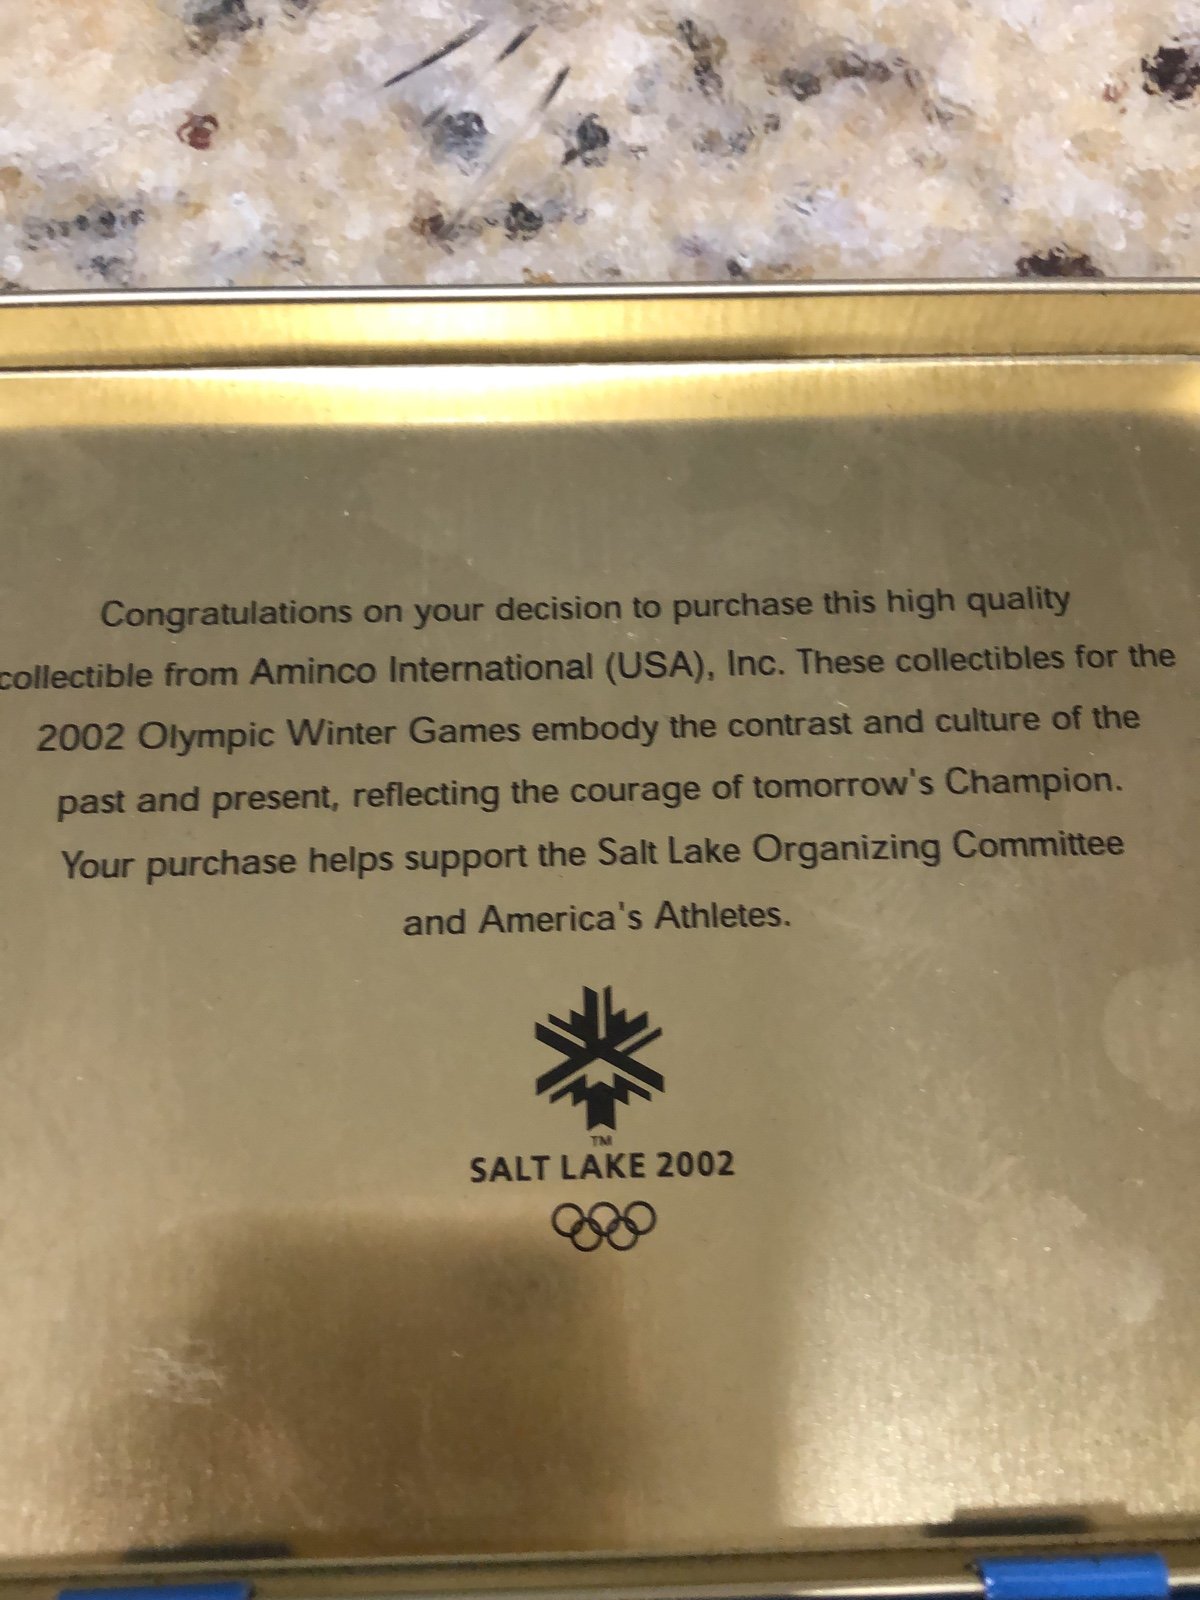 Congratulations on your decision to purchase this high quality
collectible from Aminco International (USA), Inc. These collectibles for the
2002 Olympic Winter Games embody the contrast and culture of the
past and present, reflecting the courage of tomorrow's Champion.
Your purchase helps support the Salt Lake Organizing Committee
and America's Athletes.
TM
SALT LAKE 2002